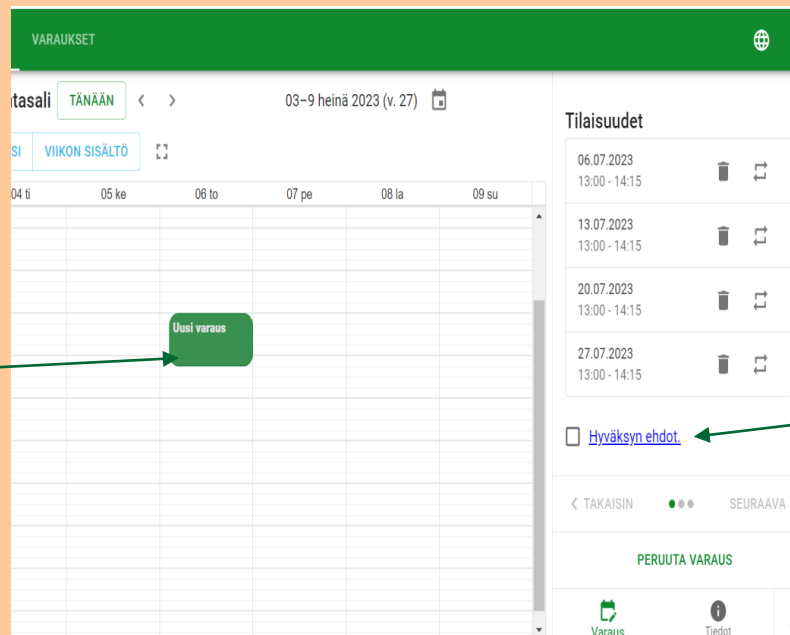 VARAUKSET
ıtasali TÄNÄÄN
03–9 heinä 2023 (v. 27)
SI VIIKON SISÄLTÖ
04 ti 05 ke 06 to 07 pe 08 la 09 su
Uusi varaus
Tilaisuudet
06.07.2023
13:00 - 14:15
13.07.2023
13:00 - 14:15
20.07.2023
13:00 - 14:15
27.07.2023
13:00 - 14:15
Hyväksyn ehdot.
TAKAISIN SEURAAVA
PERUUTA VARAUS
Varaus Tiedot